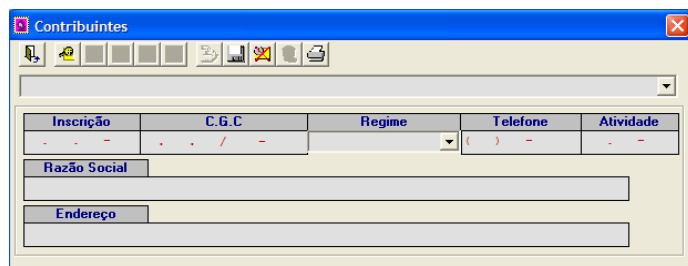 Contribuintes
Inscrição C.G.C Regime Telefone Atividade
. . - . . / - ( ) - . -
Razão Social
Endereço